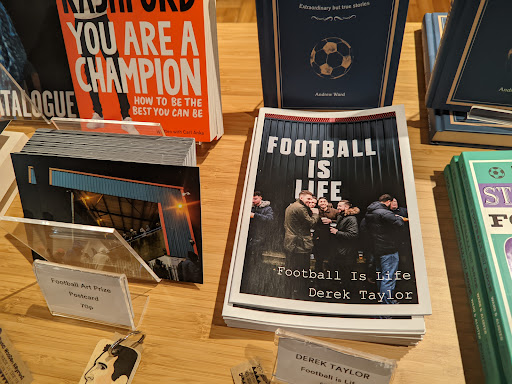 RASHFORD
YOU ARE A
CHAMPION
HOW TO BE THE
BEST YOU CAN BE
ATALOGUE
Extraordinary but true stories
Andrew Ward
FOOTBALL
IS
LIFE
Football Is Life
Derek Taylor
Football Art Prize
Postcard
70p
DEREK TAYLOR
Football is Life